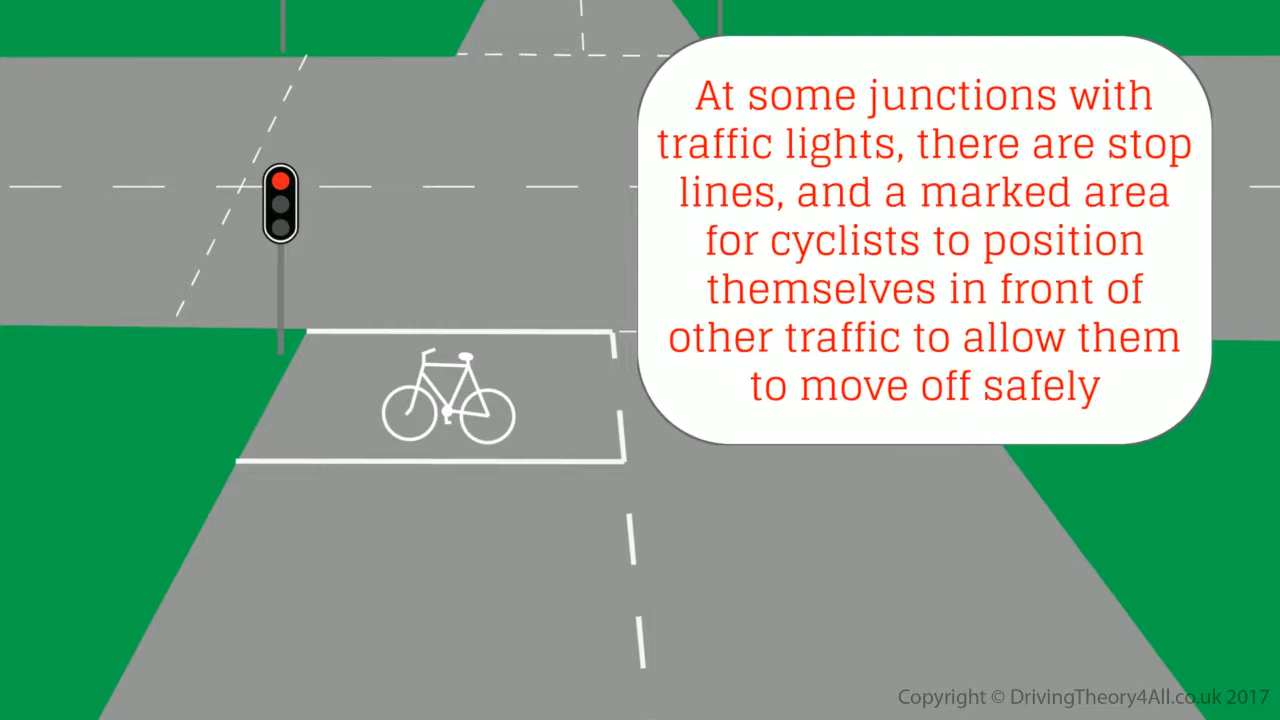 At some junctions with
traffic lights, there are stop
lines, and a marked area
for cyclists to position
themselves in front of
other traffic to allow them
to move off safely
Copyright © DrivingTheory4All.co.uk 2017